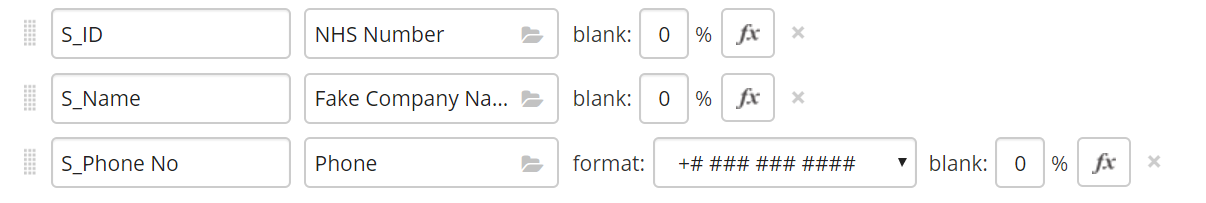 S_ID NHS Number blank: 0 % fx ×
S_Name Fake Company Na... blank: 0 % fx ×
S_Phone No Phone format: +# ### ### #### blank: 0 % fx ×